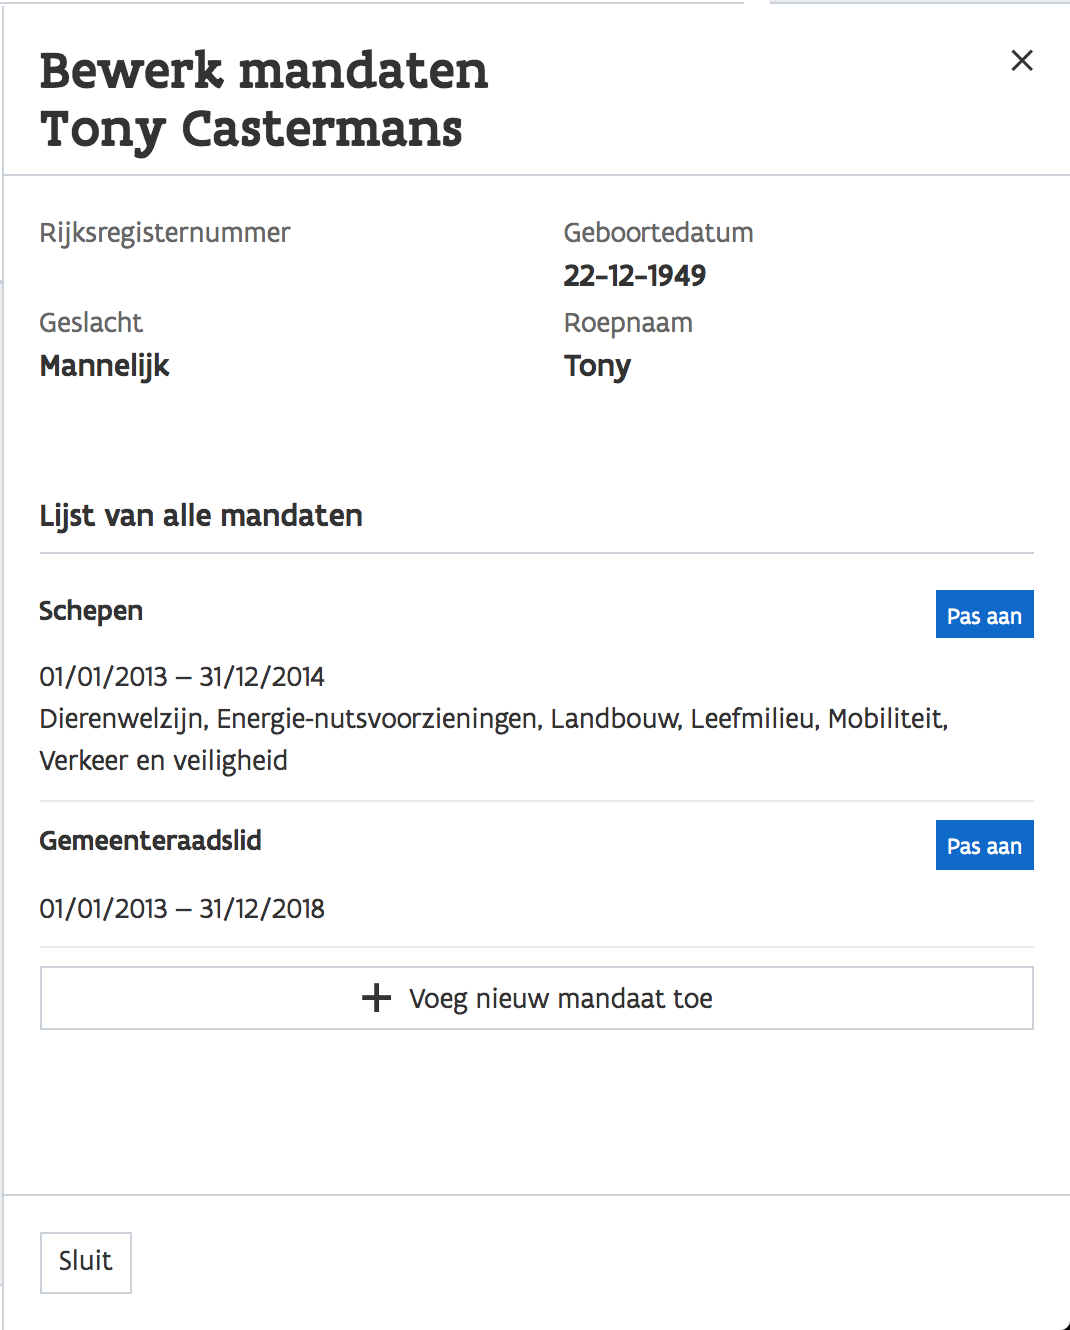 Bewerk mandaten
Tony Castermans
Rijksregisternummer
Geboortedatum
22-12-1949
Geslacht
Mannelijk
Roepnaam
Tony
Lijst van alle mandaten
Schepen
Pas aan
01/01/2013 – 31/12/2014
Dierenwelzijn, Energie-nutsvoorzieningen, Landbouw, Leefmilieu, Mobiliteit,
Verkeer en veiligheid
Gemeenteraadslid
Pas aan
01/01/2013 – 31/12/2018
Voeg nieuw mandaat toe
Sluit